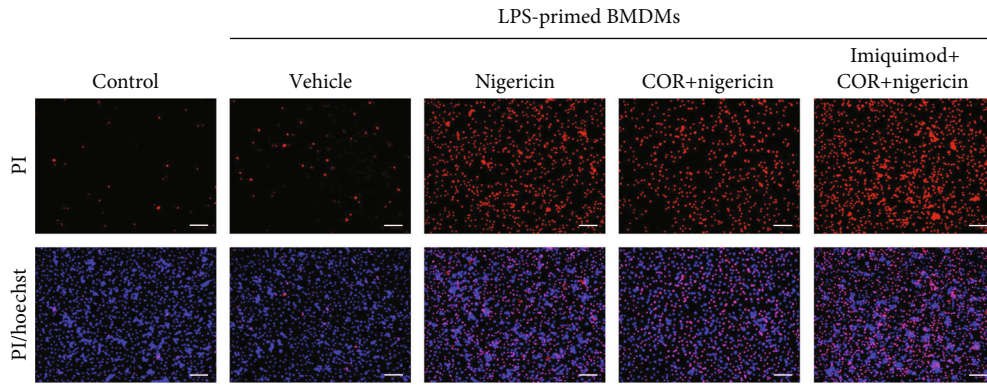 LPS-primed BMDMs
Control
Vehicle
Nigericin
COR+nigericin
Imiquimod+
COR+nigericin
PI
PI/hoechst